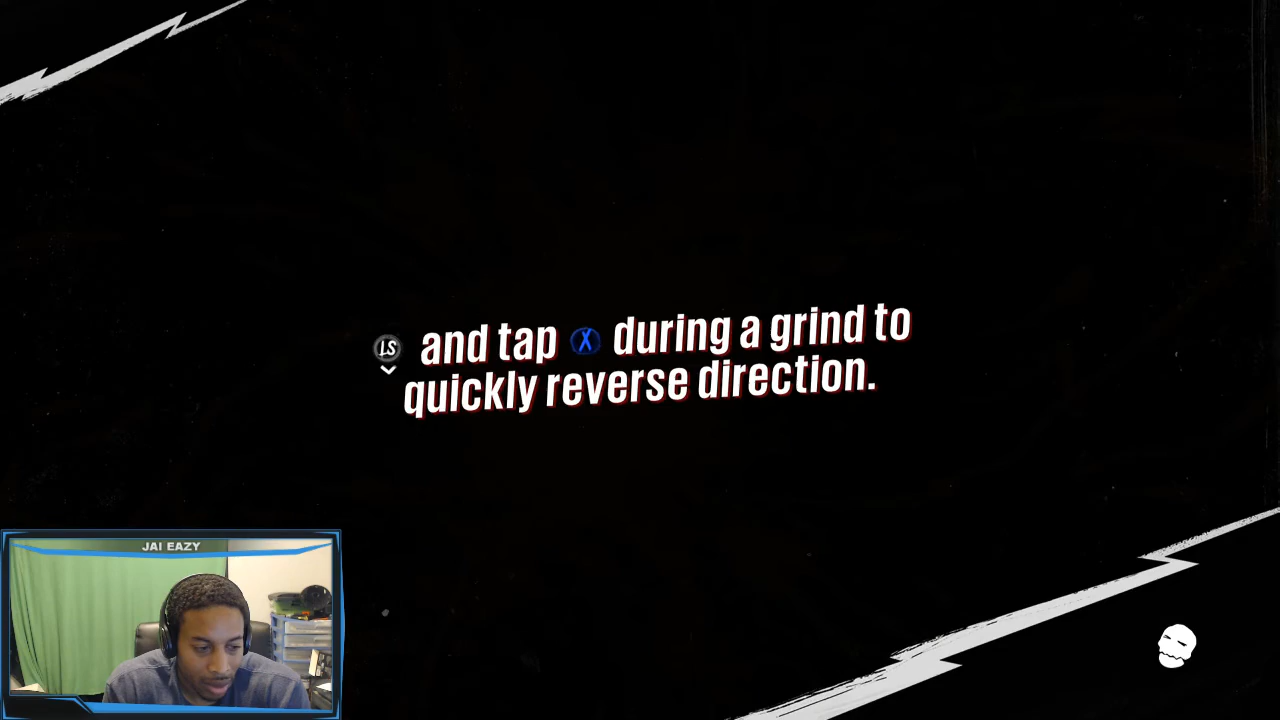 LS and tap X during a grind to
quickly reverse direction.
JAI EAZY